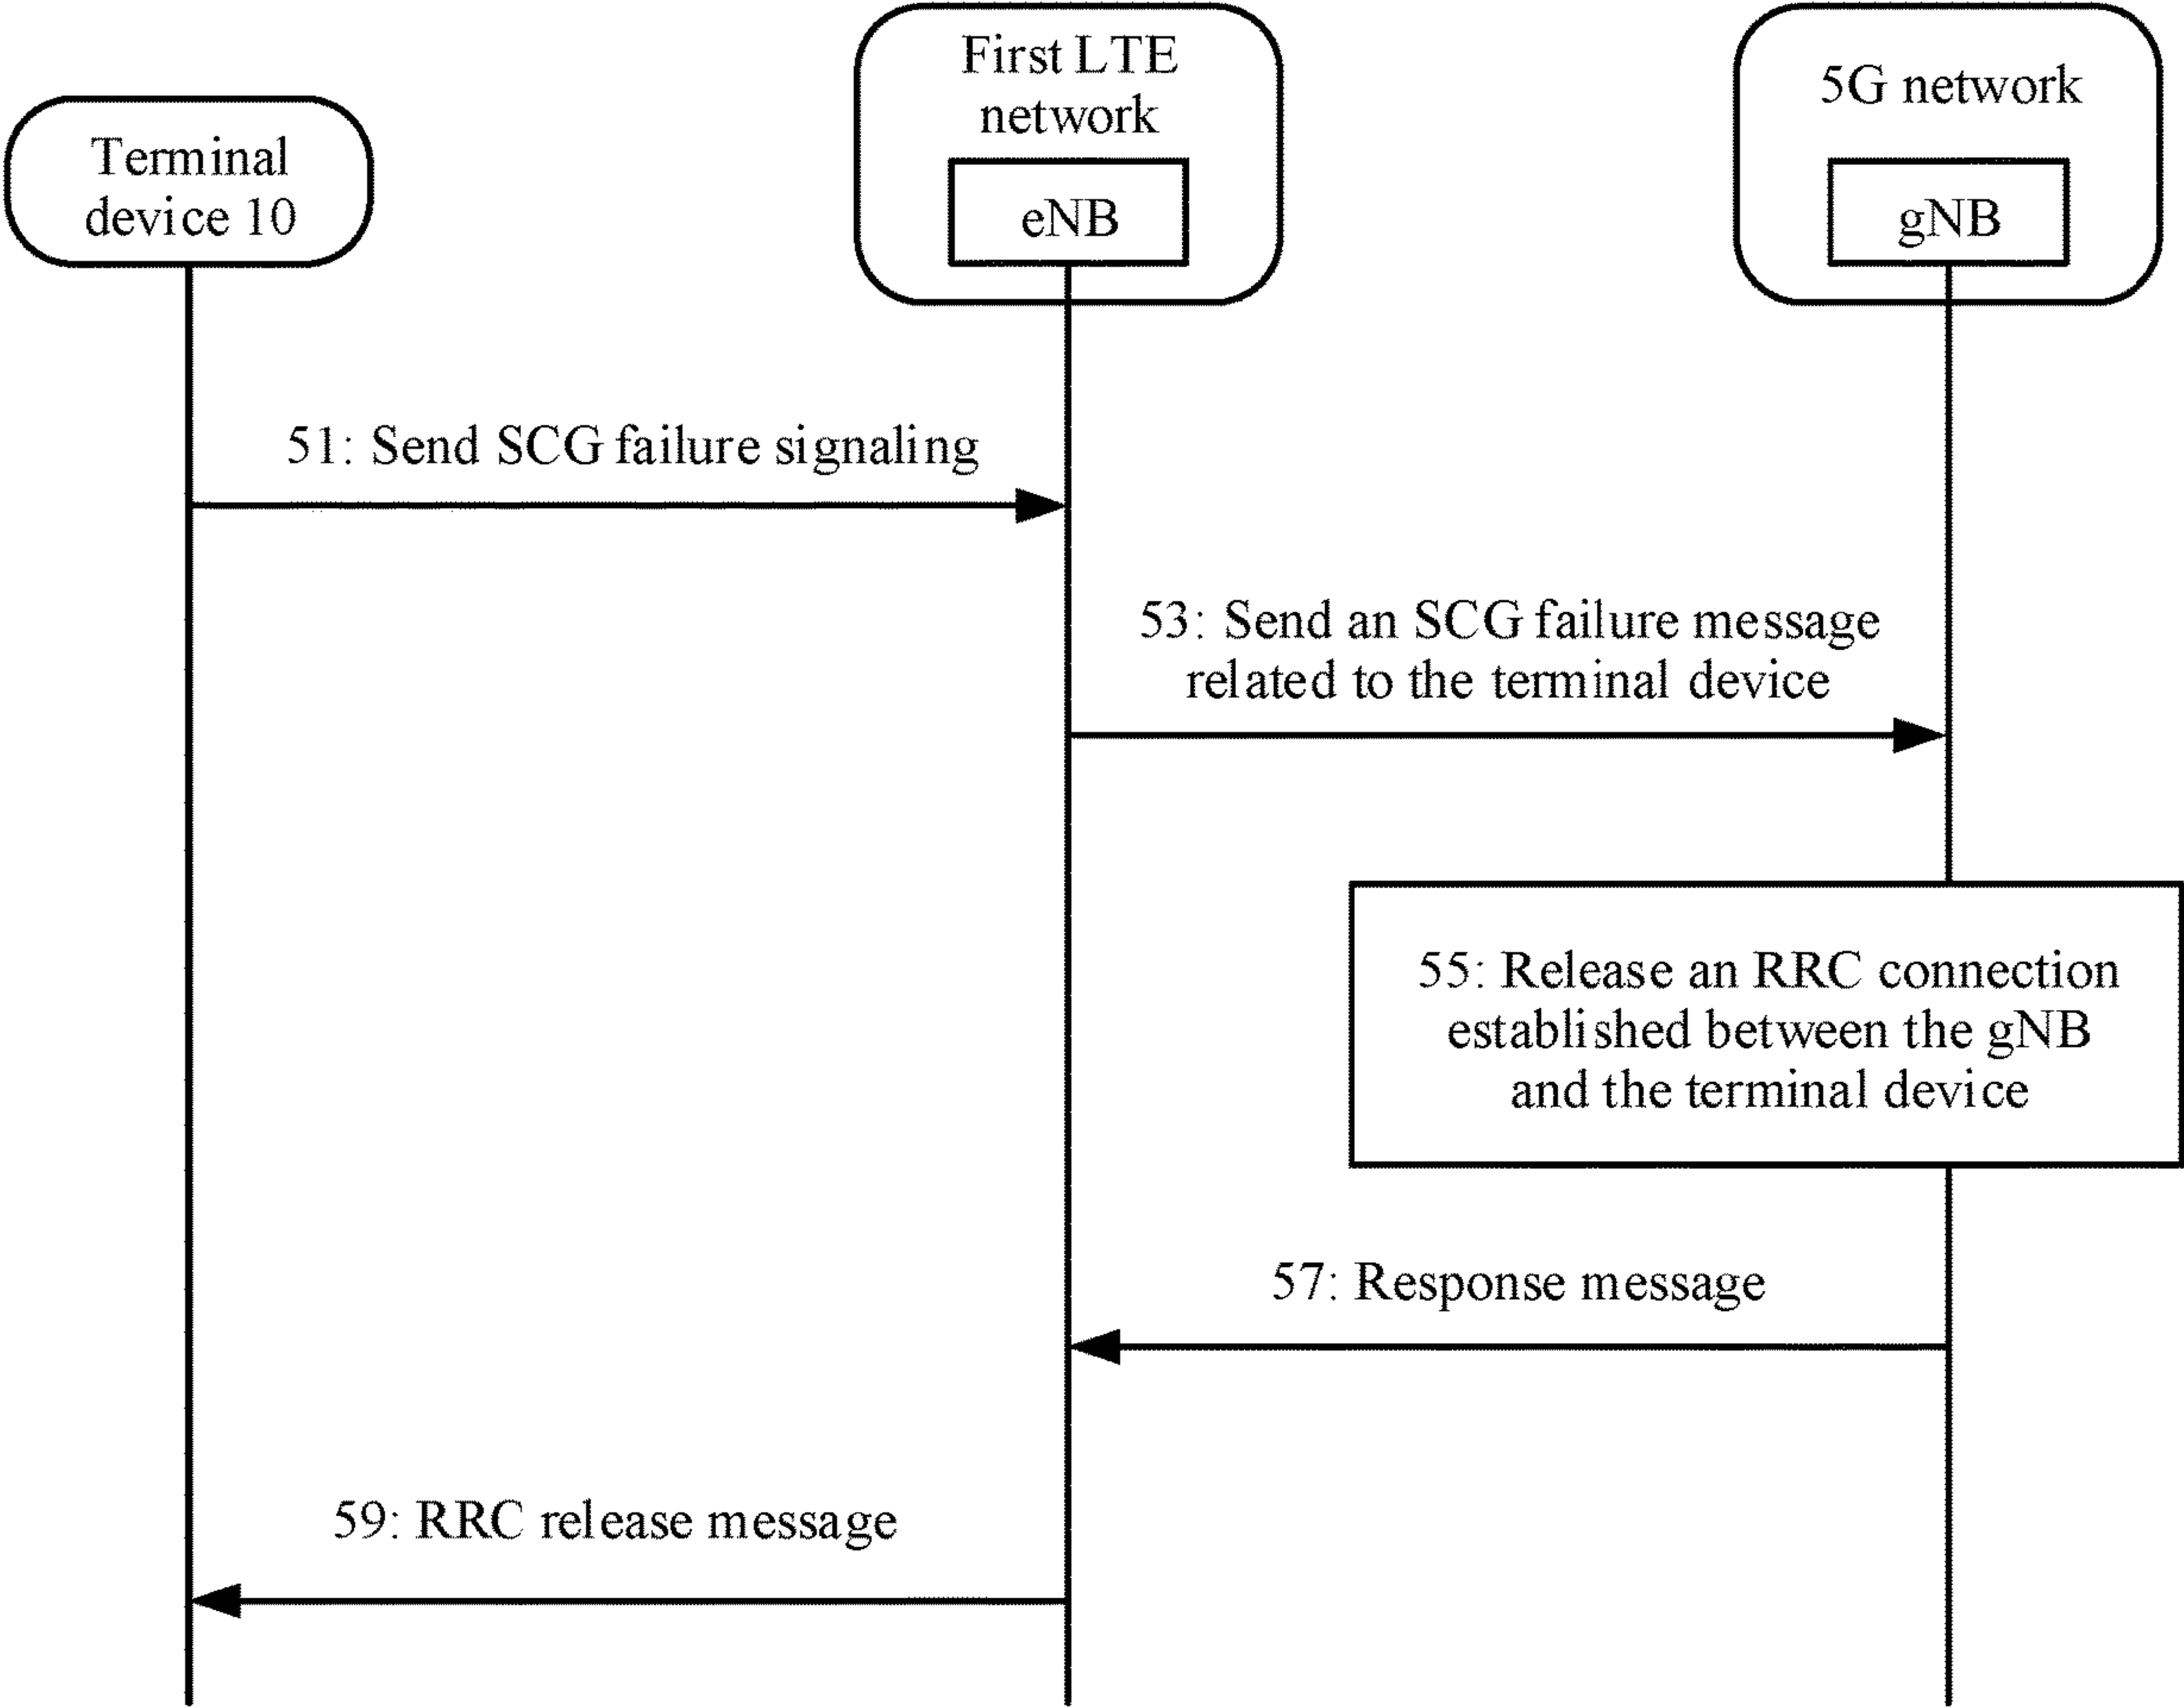 First LTE
network
eNB
5G network
gNB
Terminal
device 10
51: Send SCG failure signaling
53: Send an SCG failure message
related to the terminal device
55: Release an RRC connection
established between the gNB
and the terminal device
57: Response message
59: RRC release message